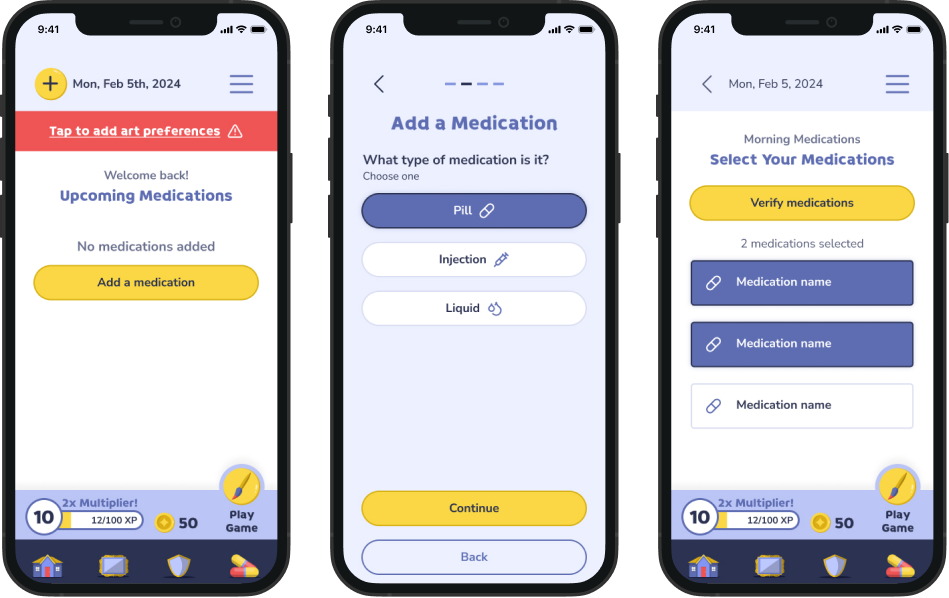 9:41
Mon, Feb 5th, 2024
Tap to add art preferences
Welcome back!
Upcoming Medications
No medications added
Add a medication
2x Multiplier!
10
12/100 XP
50
Play
Game
9:41
Add a Medication
What type of medication is it?
Choose one
Pill
Injection
Liquid
Continue
Back
9:41
Mon, Feb 5, 2024
Morning Medications
Select Your Medications
Verify medications
2 medications selected
Medication name
Medication name
Medication name
2x Multiplier!
10
12/100 XP
50
Play
Game